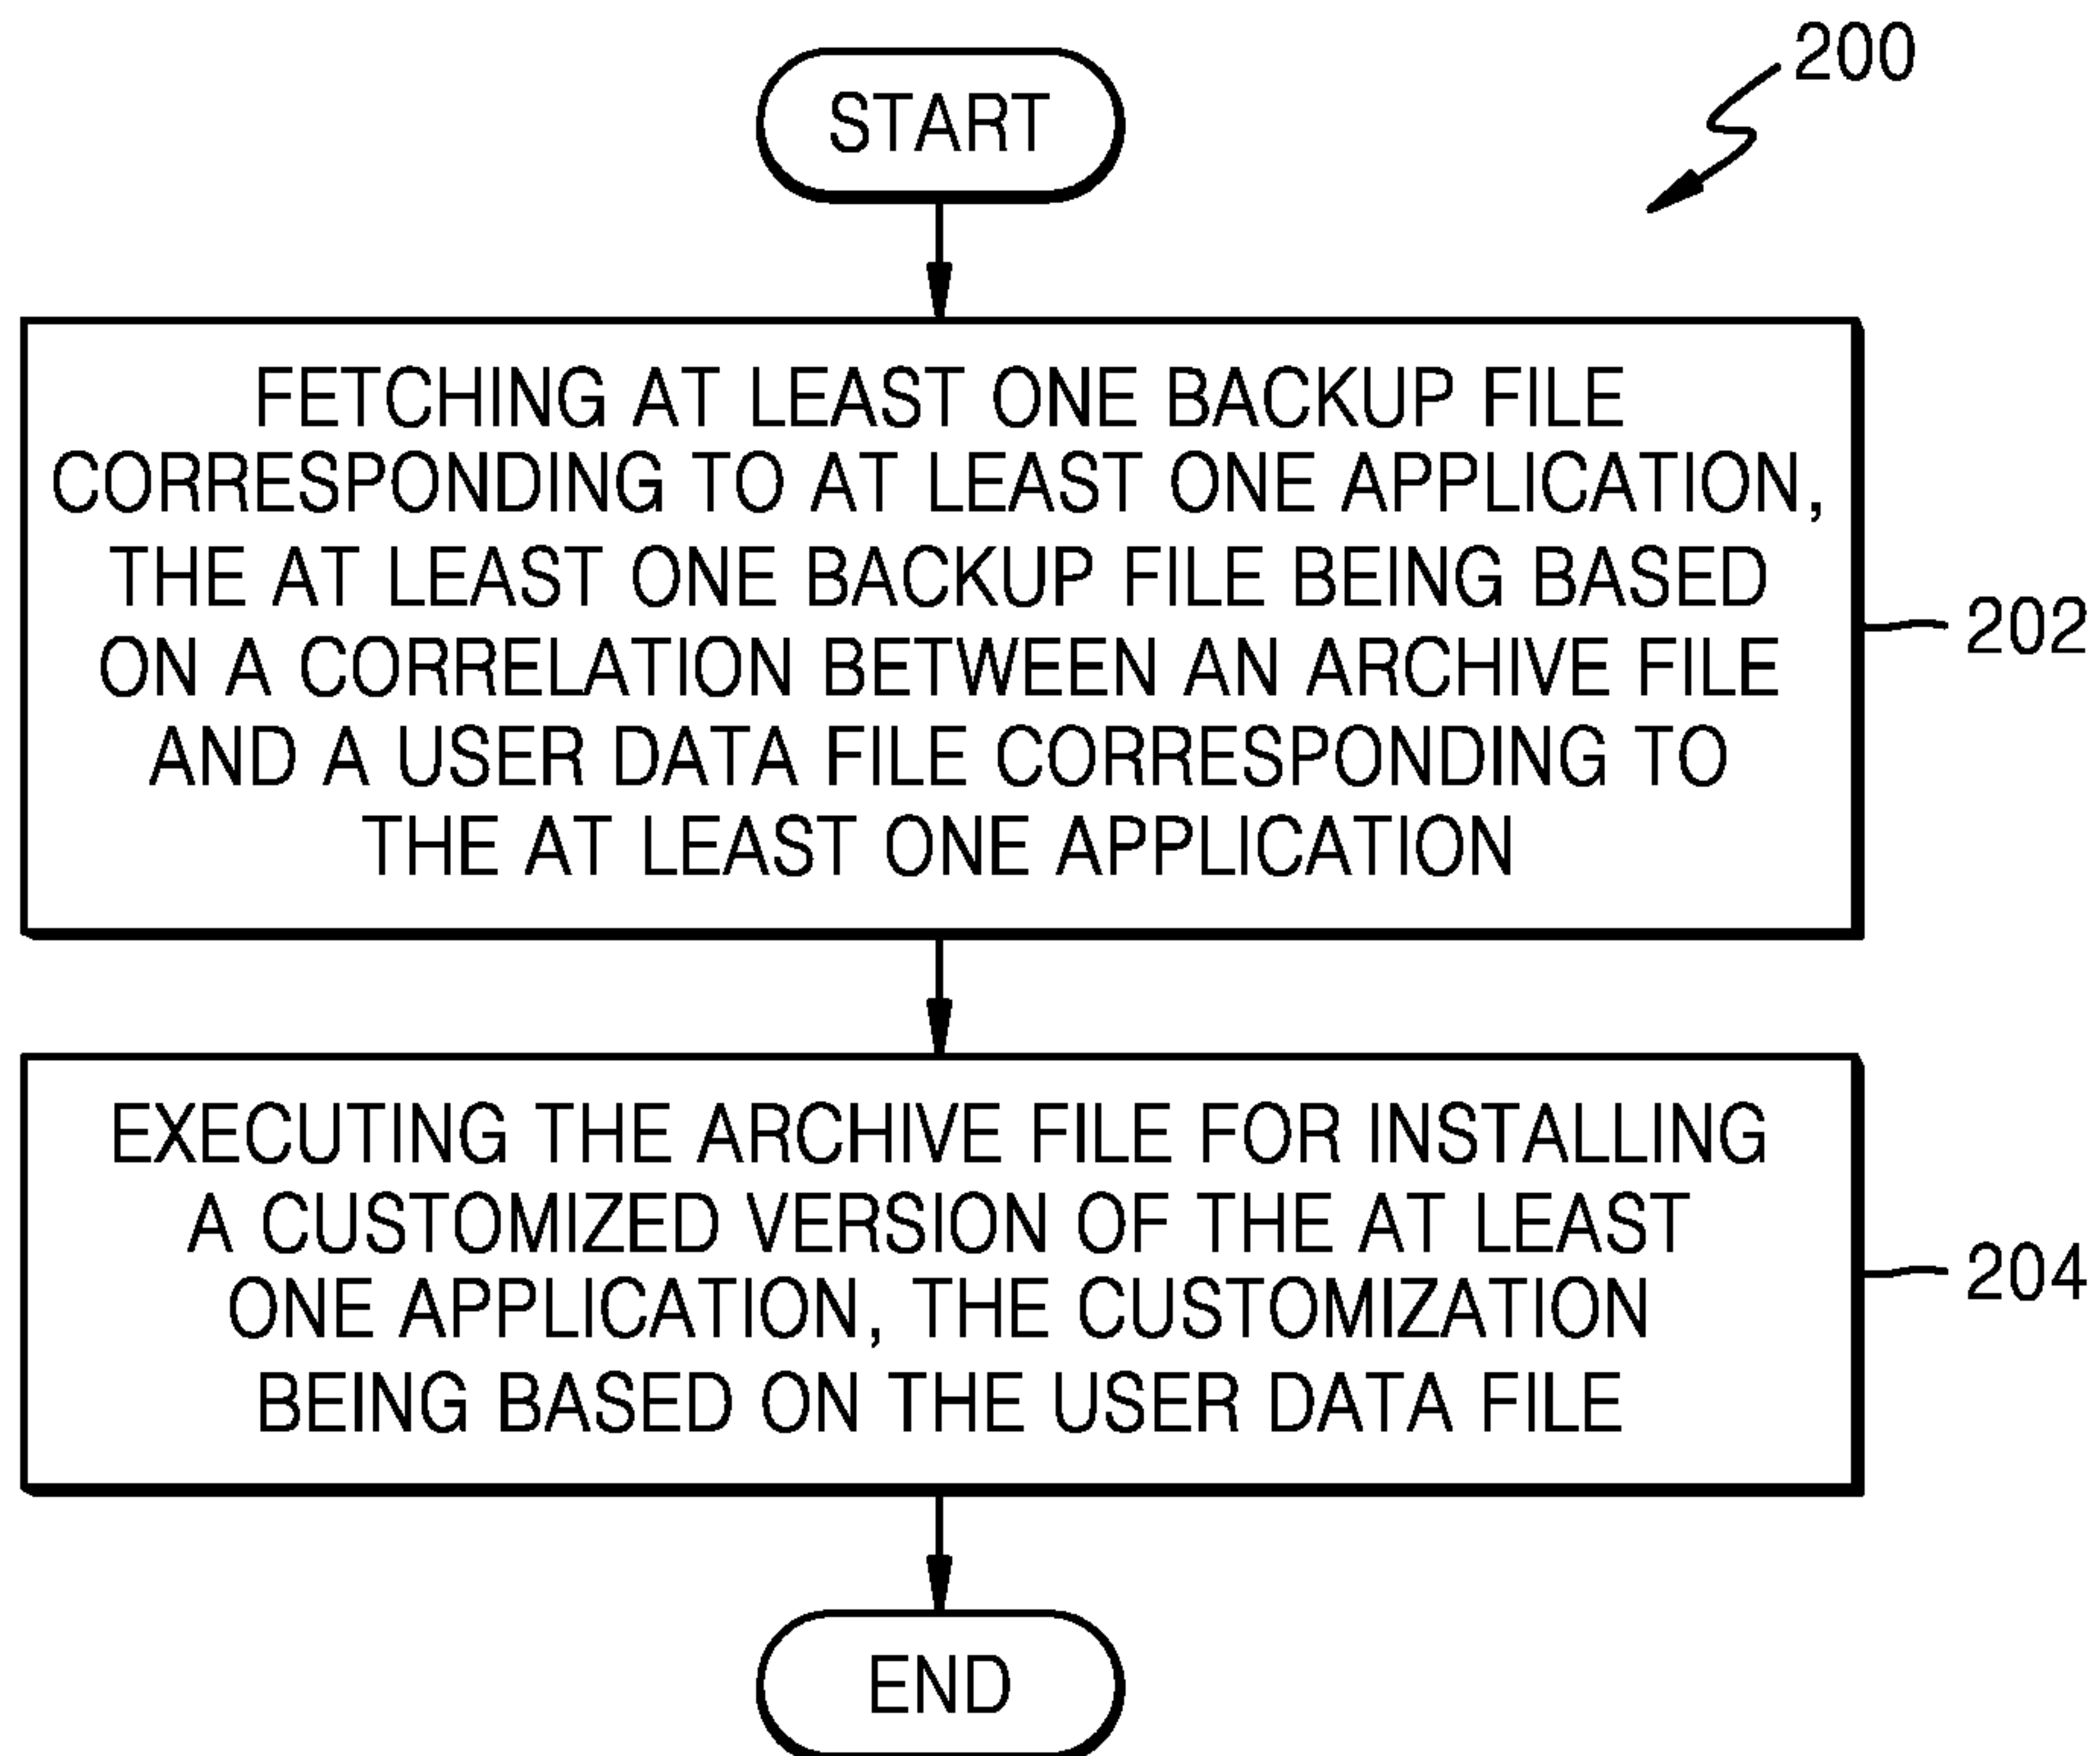 200
START
FETCHING AT LEAST ONE BACKUP FILE
CORRESPONDING TO AT LEAST ONE APPLICATION,
THE AT LEAST ONE BACKUP FILE BEING BASED
ON A CORRELATION BETWEEN AN ARCHIVE FILE
AND A USER DATA FILE CORRESPONDING TO
THE AT LEAST ONE APPLICATION
202
EXECUTING THE ARCHIVE FILE FOR INSTALLING
A CUSTOMIZED VERSION OF THE AT LEAST
ONE APPLICATION, THE CUSTOMIZATION
BEING BASED ON THE USER DATA FILE
204
END